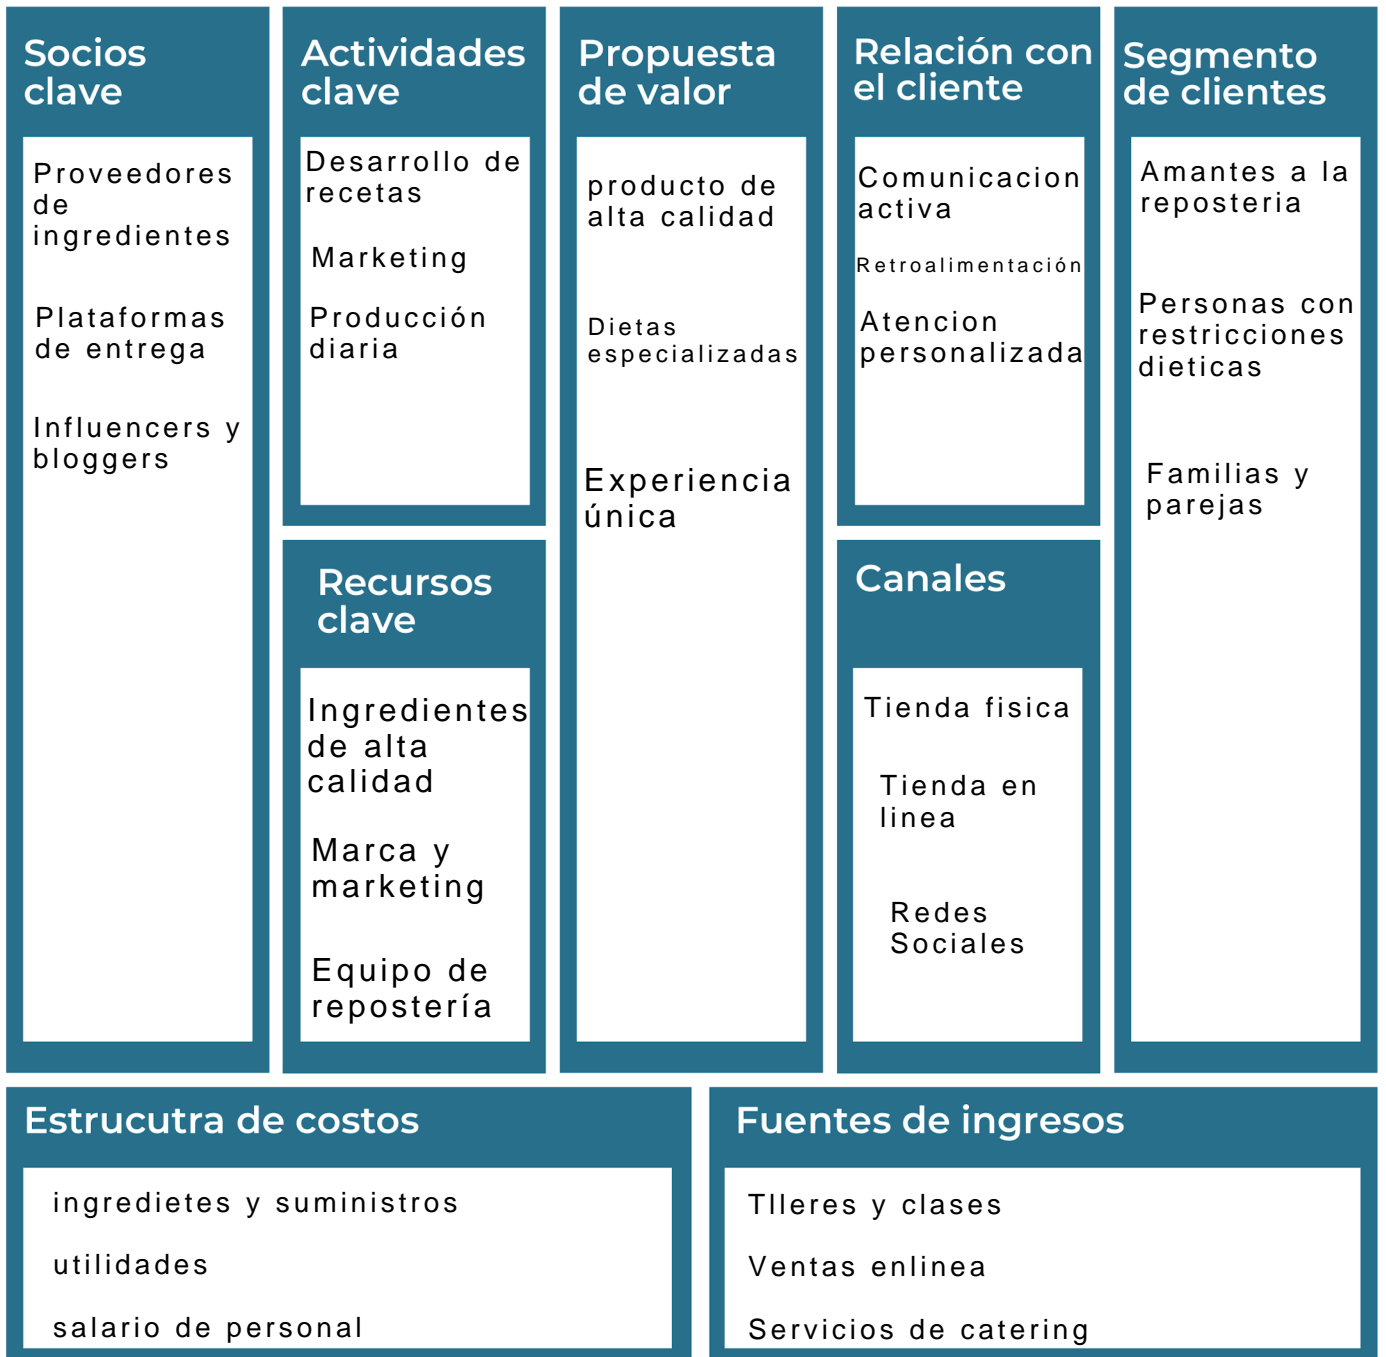 Socios
clave
Proveedores
de
ingredientes
Plataformas
de entrega
Influencers y
bloggers
Actividades
clave
Desarrollo de
recetas
Marketing
Producción
diaria
Recursos
clave
Ingredientes
de alta
calidad
Marca y
marketing
Equipo de
repostería
Propuesta
de valor
producto de
alta calidad
Dietas
especializadas
Experiencia
única
Relación con
el cliente
Comunicacion
activa
Retroalimentación
Atencion
personalizada
Canales
Tienda fisica
Tienda en
linea
Redes
Sociales
Segmento
de clientes
Amantes a la
reposteria
Personas con
restricciones
dieticas
Familias y
parejas
Estrucutra de costos
ingredietes y suministros
utilidades
salario de personal
Fuentes de ingresos
Tlleres y clases
Ventas enlinea
Servicios de catering